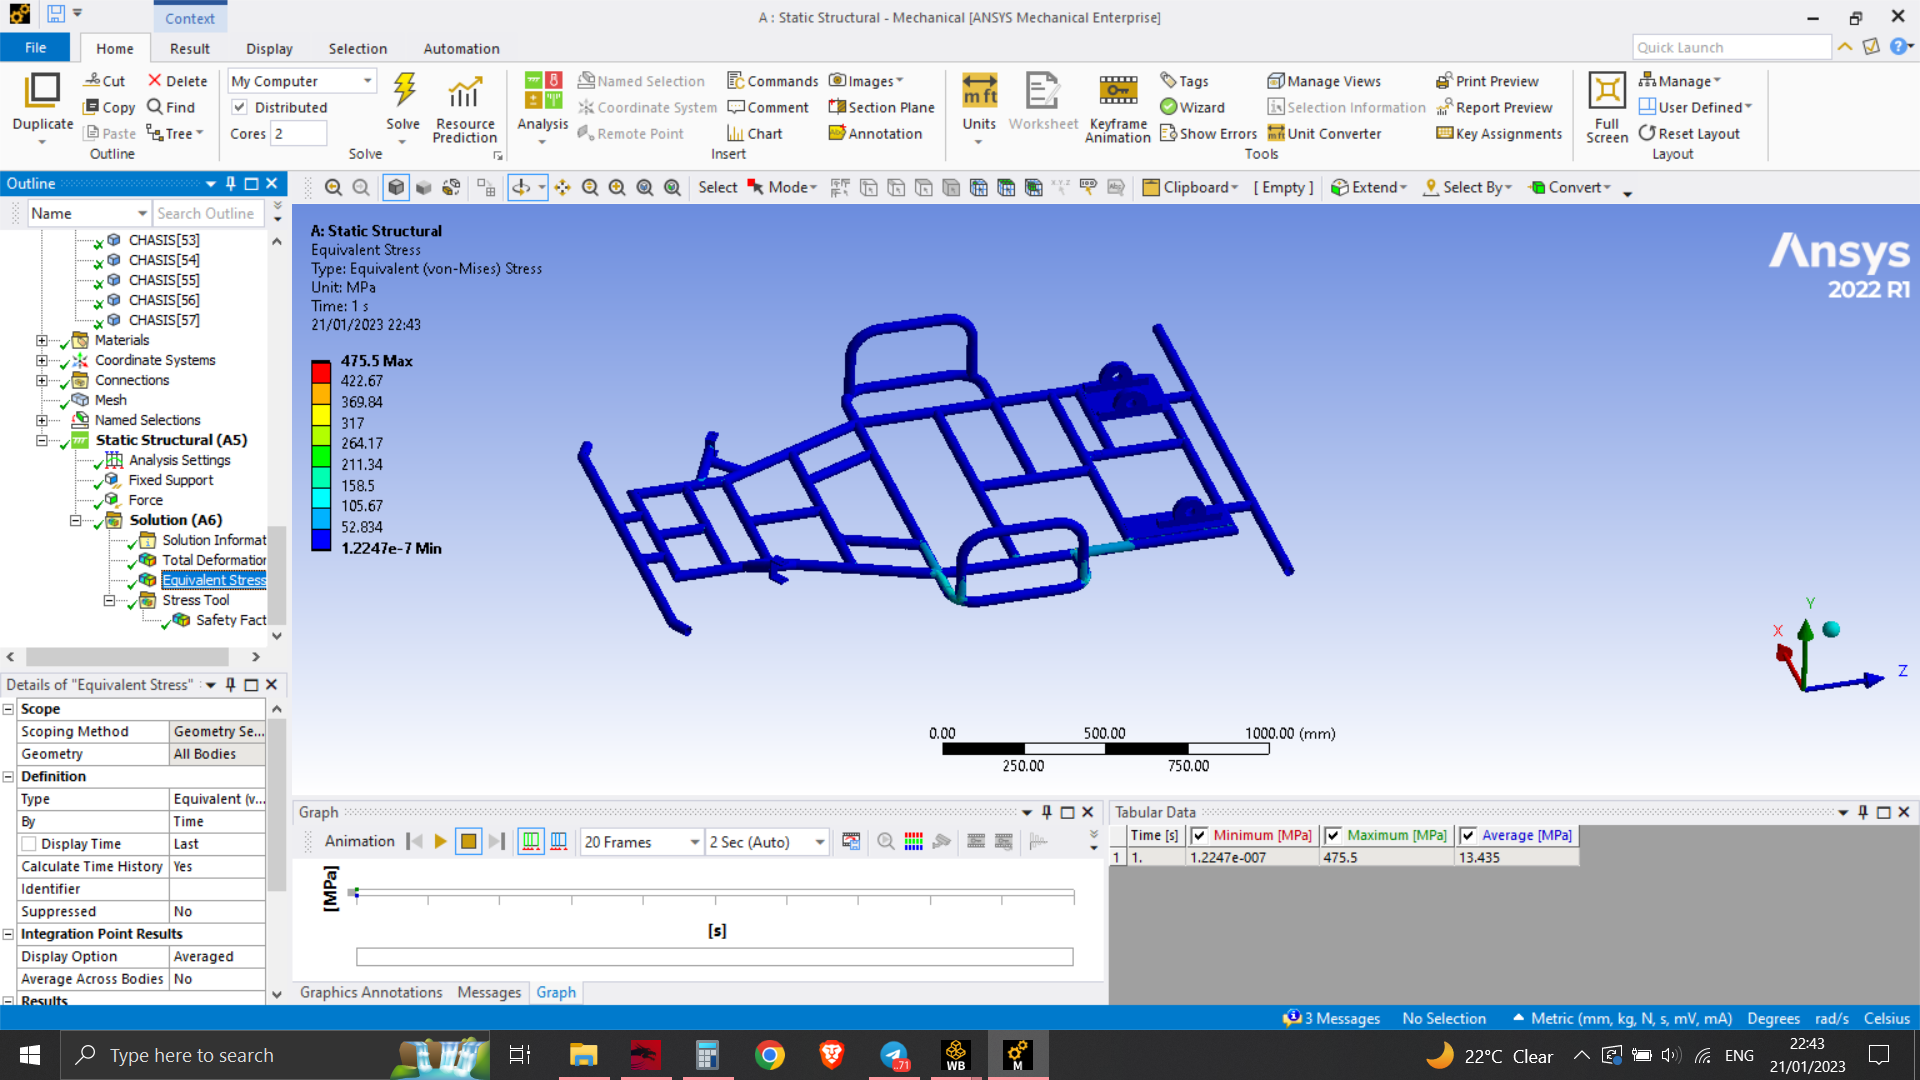 Context
A : Static Structural - Mechanical [ANSYS Mechanical Enterprise]
File
Home
Result
Display
Selection
Automation
Quick Launch
Duplicate
Cut
Copy
Paste
Delete
Find
Tree
Outline
My Computer
Distributed
Cores 2
Solve
Resource Prediction
Solve
Analysis
Named Selection
Coordinate System
Remote Point
Commands
Comment
Chart
Images
Section Plane
Annotation
Insert
Units
Worksheet
Keyframe Animation
Tags
Wizard
Show Errors
Manage Views
Selection Information
Unit Converter
Print Preview
Report Preview
Key Assignments
Tools
Full Screen
Manage
User Defined
Reset Layout
Layout
Outline
Name
Search Outline
CHASIS[53]
CHASIS[54]
CHASIS[55]
CHASIS[56]
CHASIS[57]
Materials
Coordinate Systems
Connections
Mesh
Named Selections
Static Structural (A5)
Analysis Settings
Fixed Support
Force
Solution (A6)
Solution Informat
Total Deformation
Equivalent Stress
Stress Tool
Safety Fact
Select
Mode
Clipboard
[ Empty ]
Extend
Select By
Convert
A: Static Structural
Equivalent Stress
Type: Equivalent (von-Mises) Stress
Unit: MPa
Time: 1 s
21/01/2023 22:43
475.5 Max
422.67
369.84
317
264.17
211.34
158.5
105.67
52.834
1.2247e-7 Min
Ansys
2022 R1
Y
X
Z
0.00 500.00 1000.00 (mm)
250.00 750.00
Details of "Equivalent Stress"
Scope
Scoping Method Geometry Se...
Geometry All Bodies
Definition
Type Equivalent (v...
By Time
Display Time Last
Calculate Time History Yes
Identifier
Suppressed No
Integration Point Results
Display Option Averaged
Average Across Bodies No
Results
Graph
Animation
20 Frames
2 Sec (Auto)
[MPa]
[s]
Graphics Annotations
Messages
Graph
Tabular Data
Time [s] Minimum [MPa] Maximum [MPa] Average [MPa]
1 1. 1.2247e-007 475.5 13.435
3 Messages
No Selection
Metric (mm, kg, N, s, mV, mA)
Degrees
rad/s
Celsius
Type here to search
..71
WB
M
22°C Clear
ENG
22:43
21/01/2023